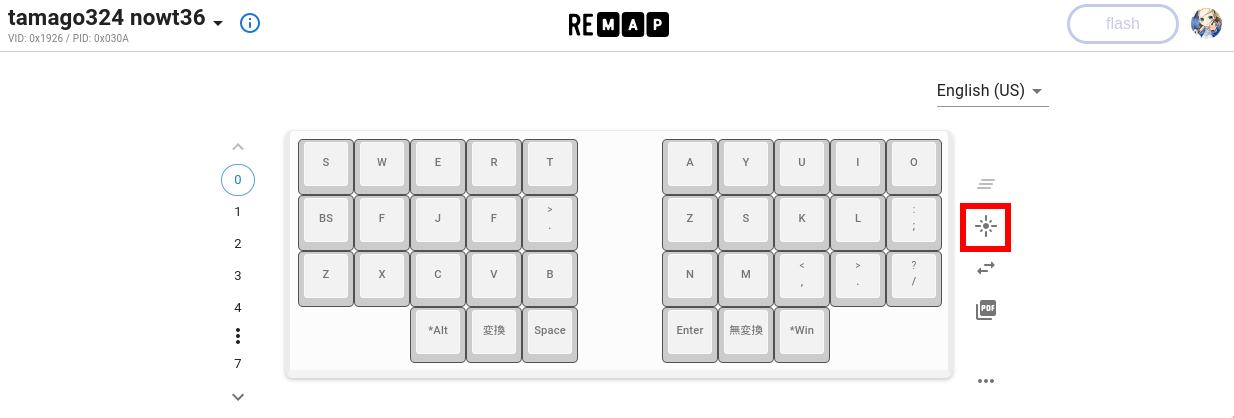 tamago324 nowt36
VID: 0x1926 / PID: 0x030A
REMAP
flash
English (US)
0
1
2
3
4
7
S W E R T A Y U I O
BS F J F > . Z S K L : ;
Z X C V B N M < , > . ? /
*Alt 変換 Space Enter 無変換 *Win
PDF